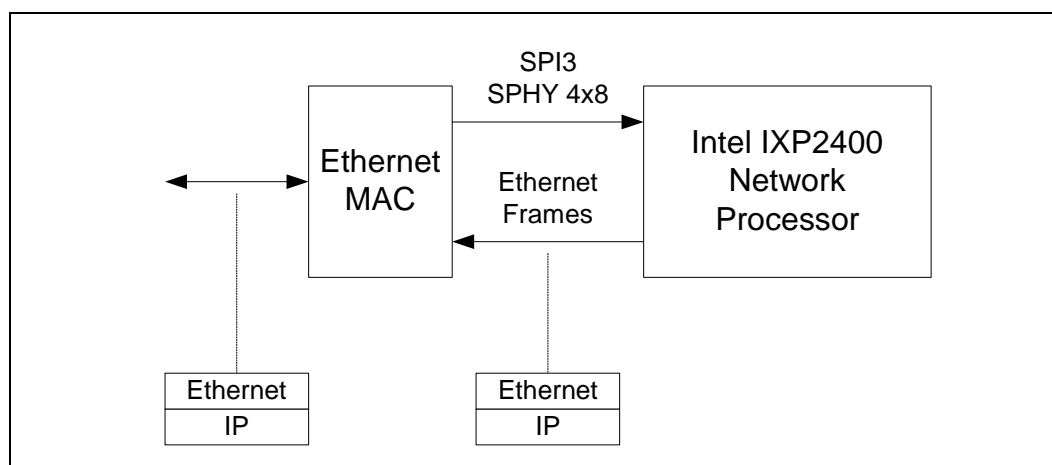 SPI3
SPHY 4x8
Ethernet
MAC
Intel IXP2400
Network
Processor
Ethernet
Frames
Ethernet
IP
Ethernet
IP